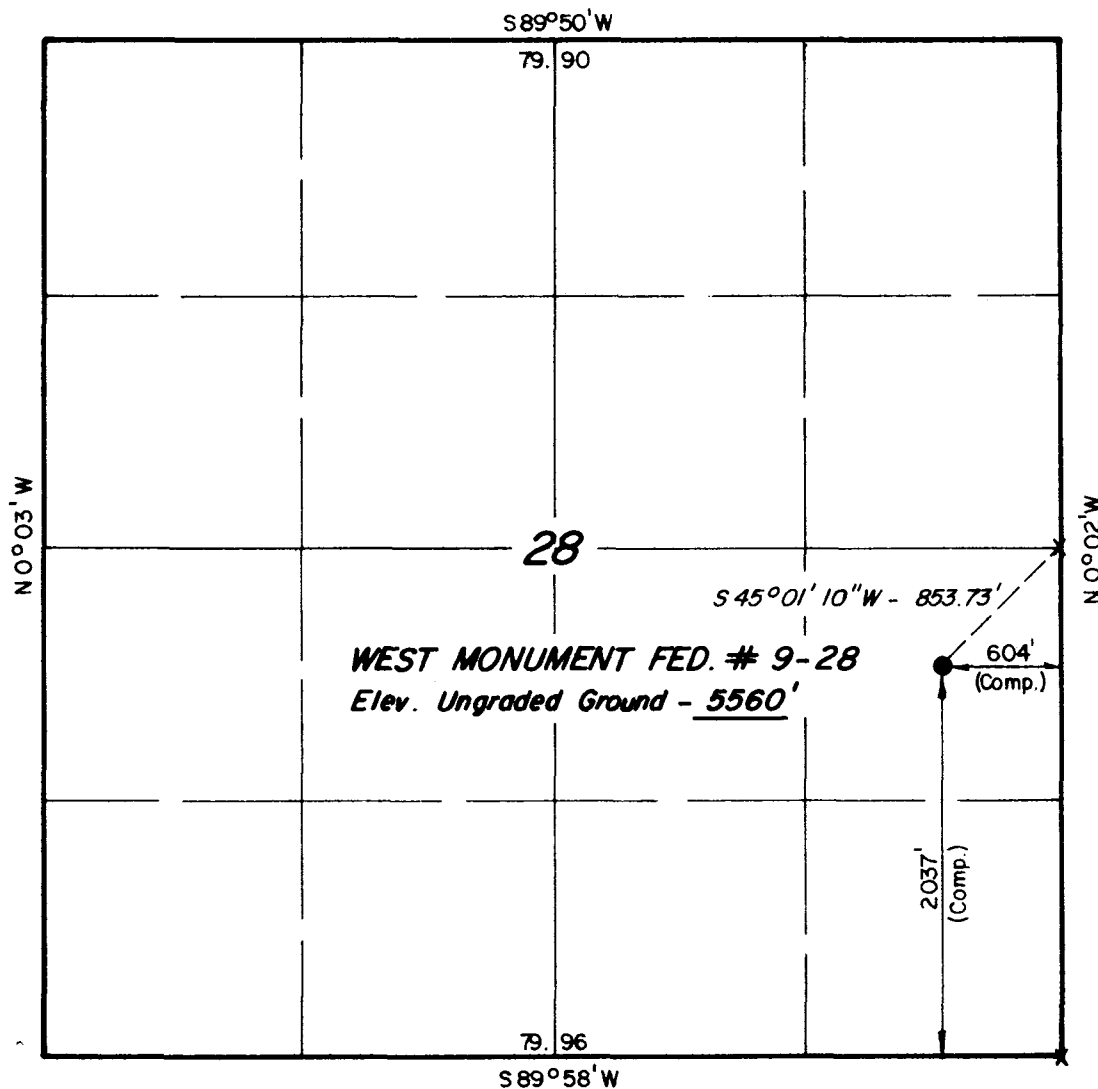 S89°50'W
79.90
N0°03'W
28
N0°02'W
S45°01'10"W - 853.73'
WEST MONUMENT FED. # 9-28
604'
(Comp.)
Elev. Ungraded Ground - 5560'
2037'
(Comp.)
79.96
S89°58'W